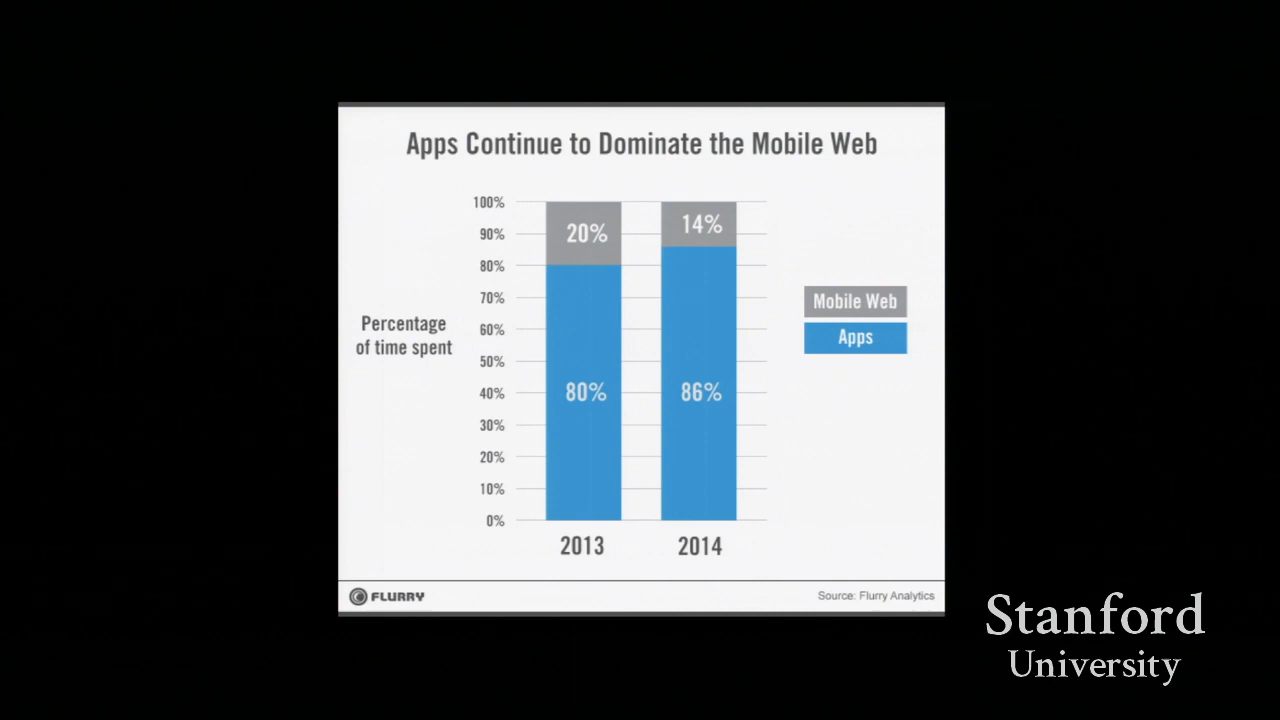 Apps Continue to Dominate the Mobile Web
100%
90%
80%
70%
60%
50%
40%
30%
20%
10%
0%
Percentage
of time spent
20%
14%
80%
86%
2013
2014
Mobile Web
Apps
FLURRY
Source: Flurry Analytics
Stanford
University